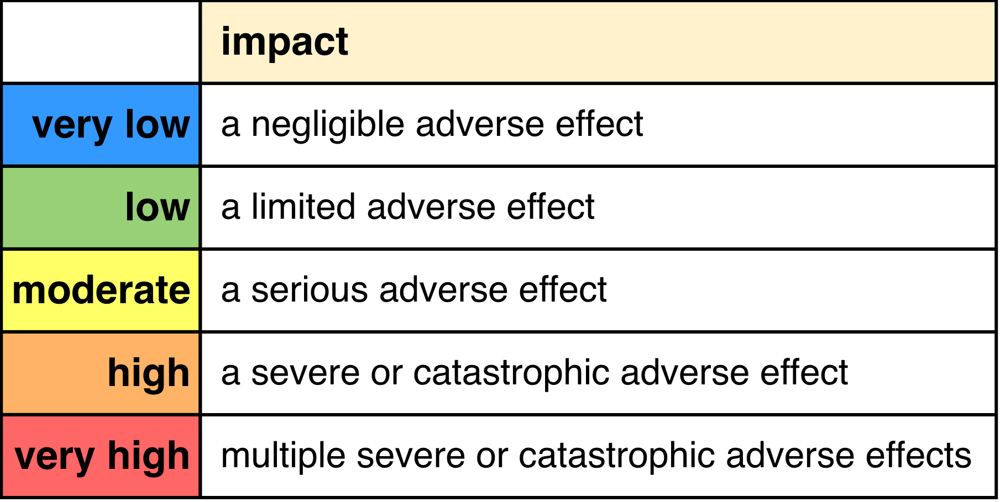 impact
very low a negligible adverse effect
low a limited adverse effect
moderate a serious adverse effect
high a severe or catastrophic adverse effect
very high multiple severe or catastrophic adverse effects